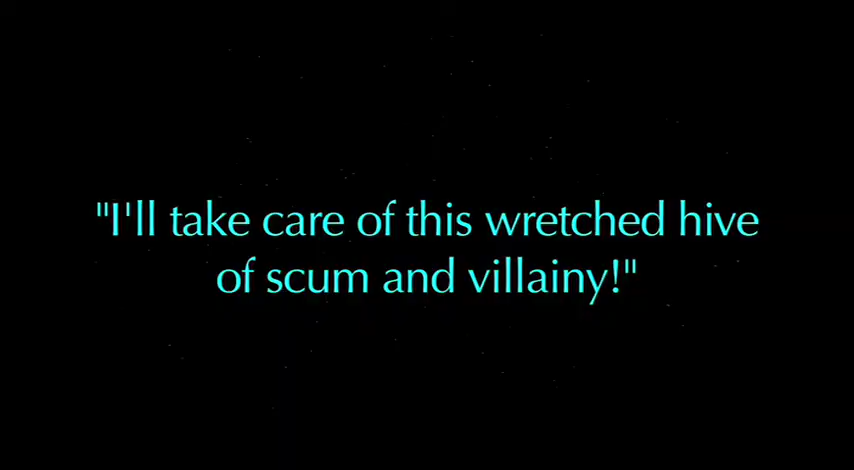 "I'll take care of this wretched hive
of scum and villainy!"